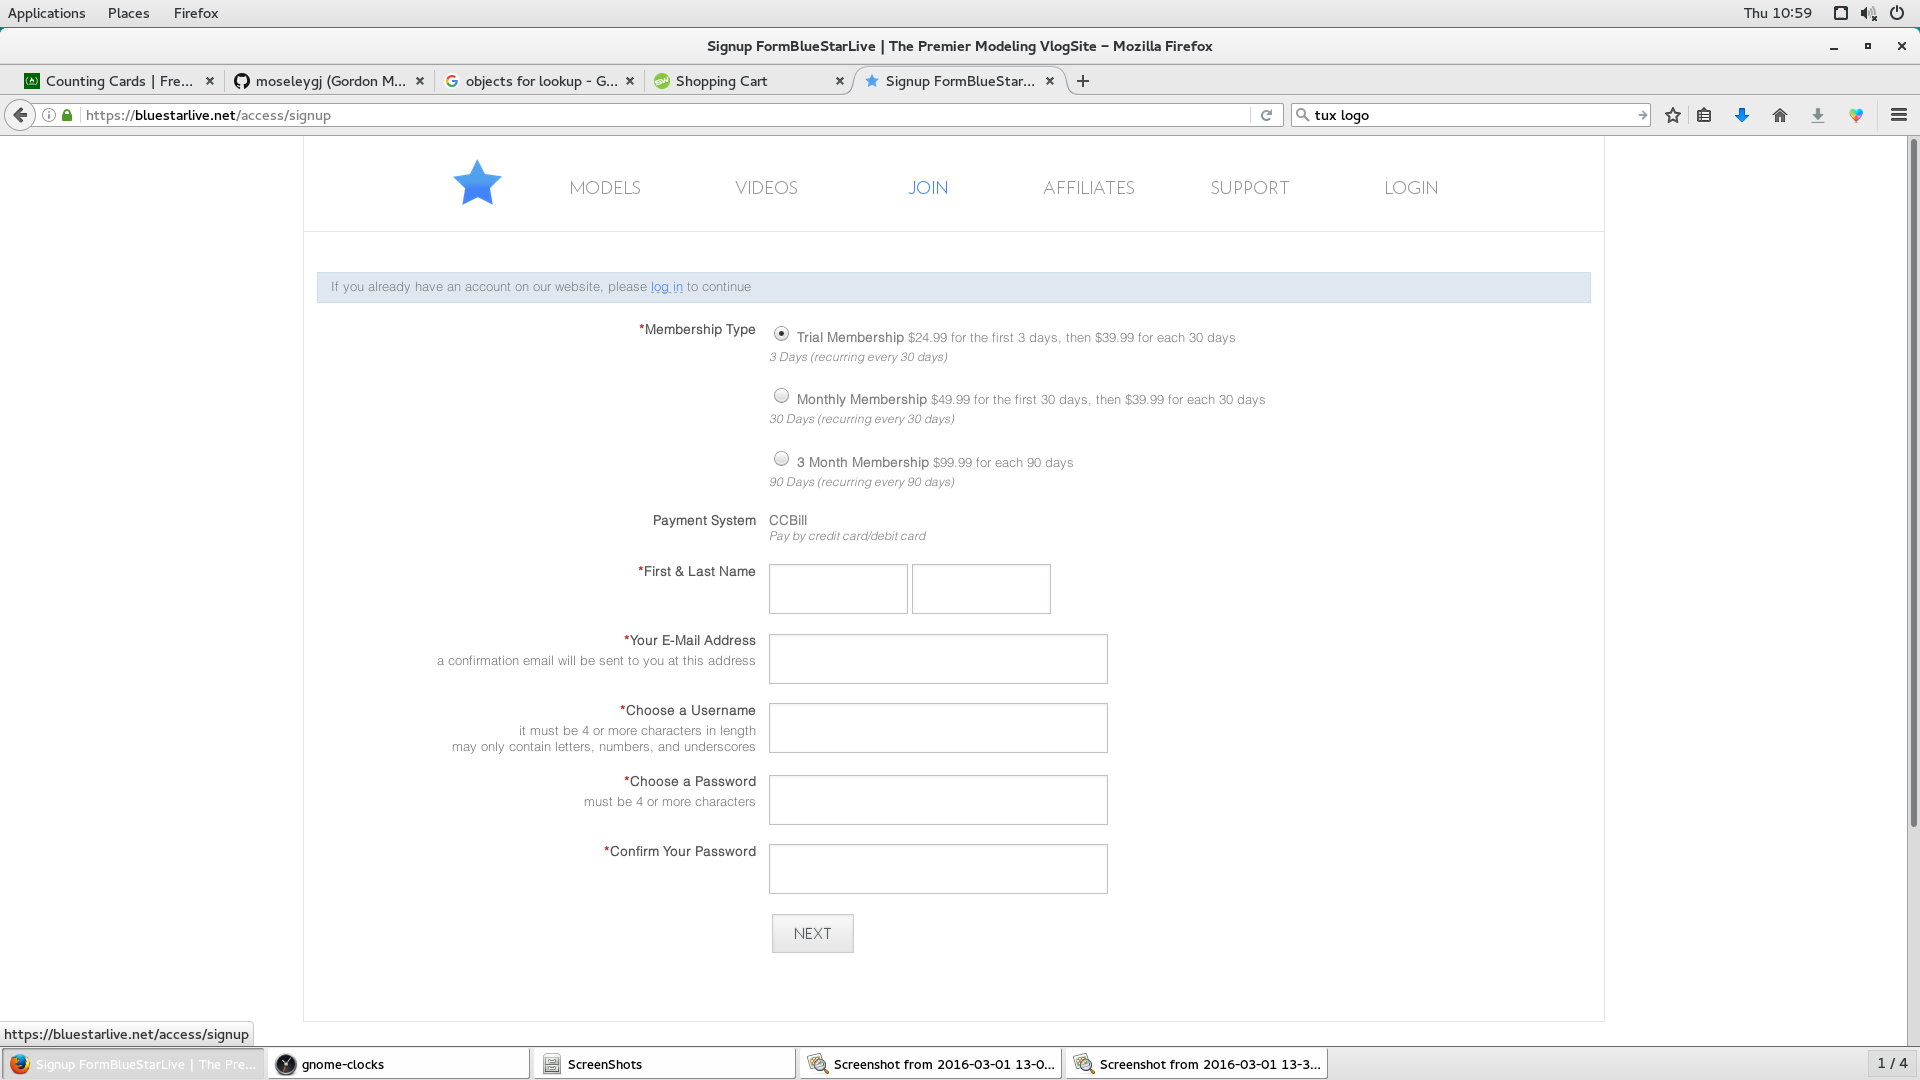 Applications Places Firefox Thu 10:59
Signup FormBlueStarLive | The Premier Modeling VlogSite – Mozilla Firefox
Counting Cards | Fre... moseleygj (Gordon M... objects for lookup - G... Shopping Cart Signup FormBlueStar...
https://bluestarlive.net/access/signup tux logo
MODELS VIDEOS JOIN AFFILIATES SUPPORT LOGIN
If you already have an account on our website, please log in to continue
*Membership Type Trial Membership $24.99 for the first 3 days, then $39.99 for each 30 days
3 Days (recurring every 30 days)
Monthly Membership $49.99 for the first 30 days, then $39.99 for each 30 days
30 Days (recurring every 30 days)
3 Month Membership $99.99 for each 90 days
90 Days (recurring every 90 days)
Payment System CCBill
Pay by credit card/debit card
*First & Last Name
*Your E-Mail Address
a confirmation email will be sent to you at this address
*Choose a Username
it must be 4 or more characters in length
may only contain letters, numbers, and underscores
*Choose a Password
must be 4 or more characters
*Confirm Your Password
NEXT
https://bluestarlive.net/access/signup
Signup FormBlueStarLive | The Pre... gnome-clocks ScreenShots Screenshot from 2016-03-01 13-0... Screenshot from 2016-03-01 13-3... 1 / 4